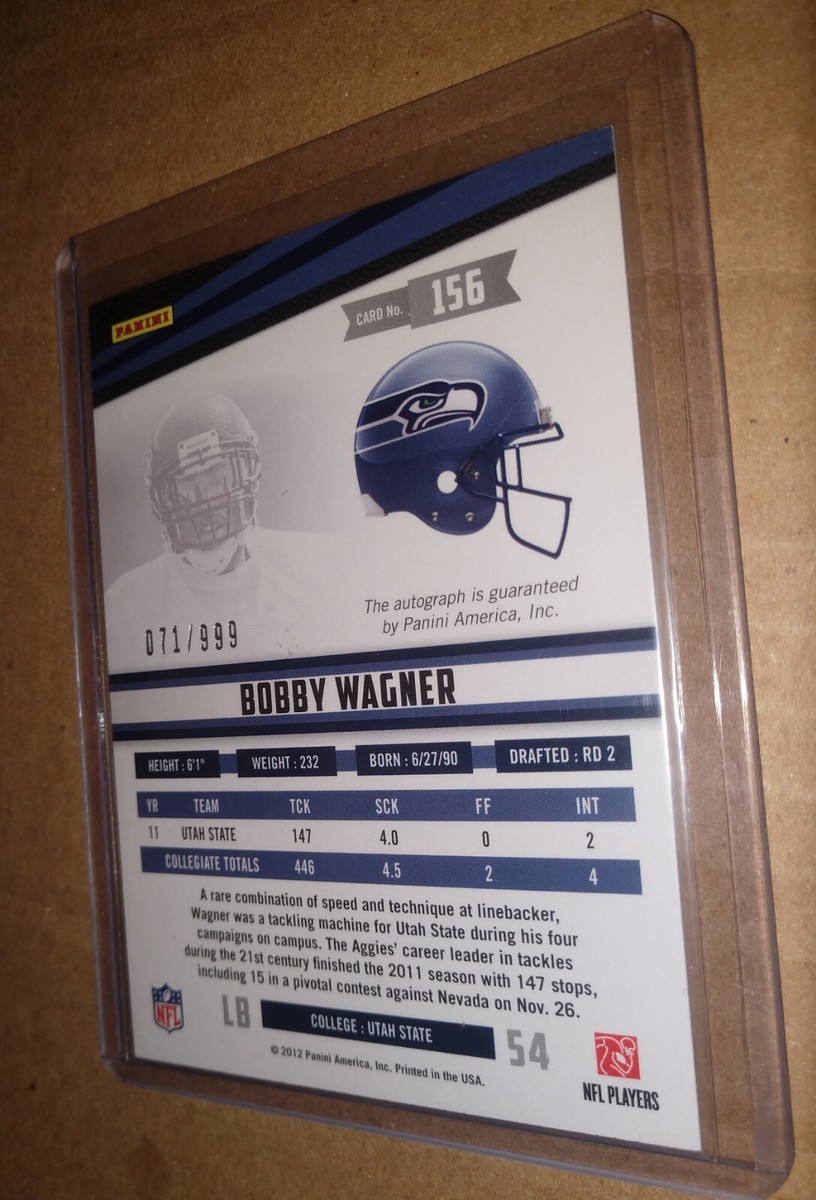 PANINI
CARD No. 156
The autograph is guaranteed
by Panini America, Inc.
071/999
BOBBY WAGNER
HEIGHT : 6'1" WEIGHT : 232 BORN : 6/27/90 DRAFTED : RD 2
YR TEAM TCK SCK FF INT
11 UTAH STATE 147 4.0 0 2
COLLEGIATE TOTALS 446 4.5 2 4
A rare combination of speed and technique at linebacker,
Wagner was a tackling machine for Utah State during his four
campaigns on campus. The Aggies' career leader in tackles
during the 21st century finished the 2011 season with 147 stops,
including 15 in a pivotal contest against Nevada on Nov. 26.
NFL
LB COLLEGE : UTAH STATE 54
© 2012 Panini America, Inc. Printed in the USA.
NFL PLAYERS